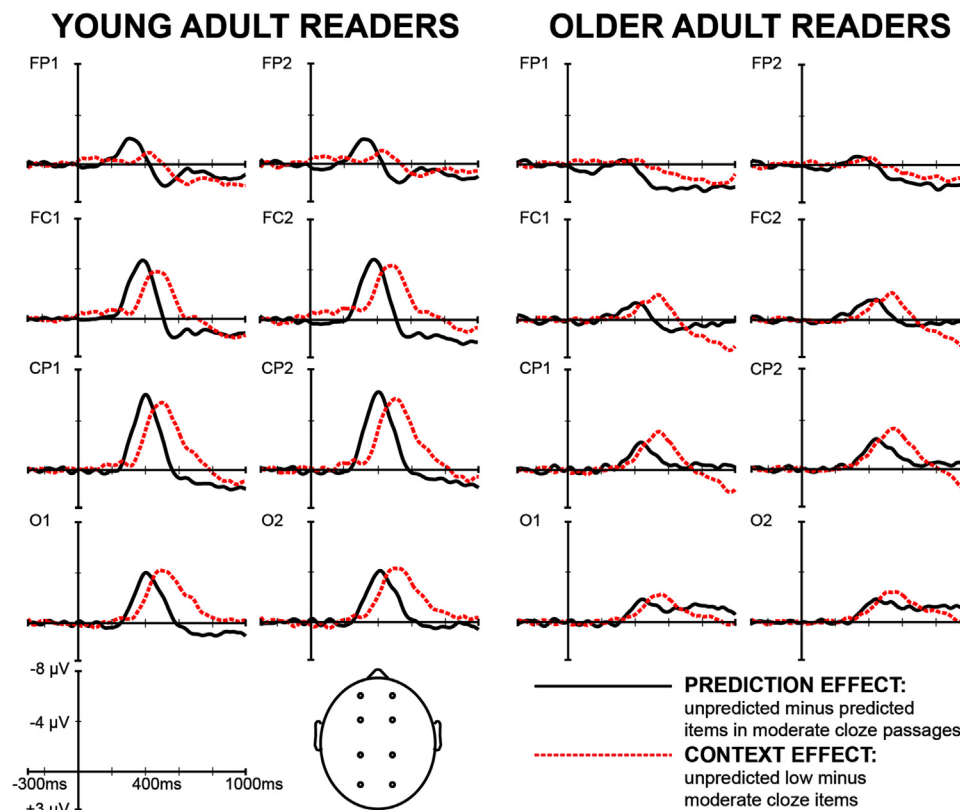 YOUNG ADULT READERS
OLDER ADULT READERS
FP1
FP2
FP1
FP2
FC1
FC2
FC1
FC2
CP1
CP2
CP1
CP2
O1
O2
O1
O2
-8 µV
-4 µV
-300ms
400ms
1000ms
+3 µV
PREDICTION EFFECT:
unpredicted minus predicted
items in moderate cloze passages
CONTEXT EFFECT:
unpredicted low minus
moderate cloze items